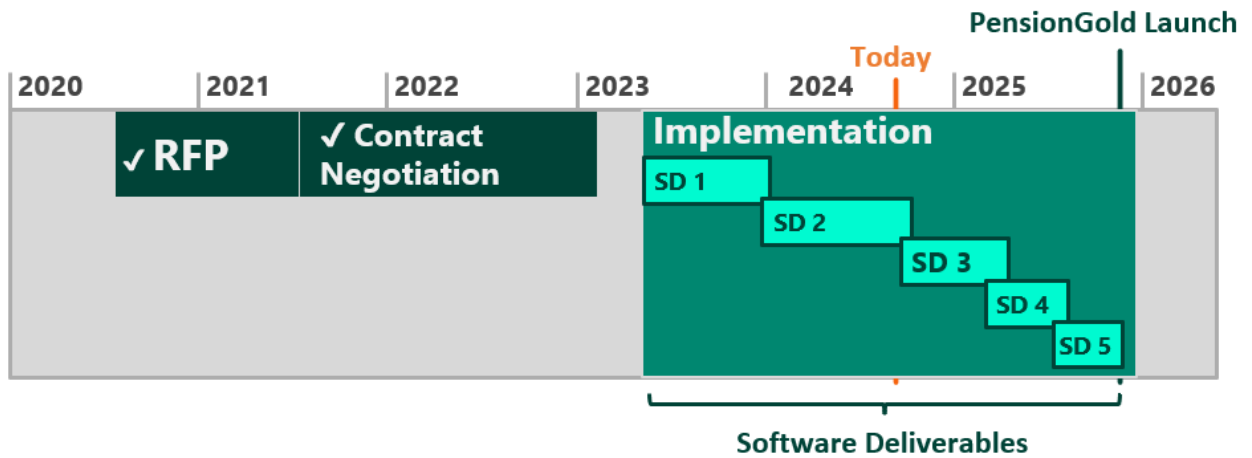 PensionGold Launch
Today
2020 2021 2022 2023 2024 2025 2026
✓ RFP
✓ Contract
Negotiation
Implementation
SD 1
SD 2
SD 3
SD 4
SD 5
Software Deliverables